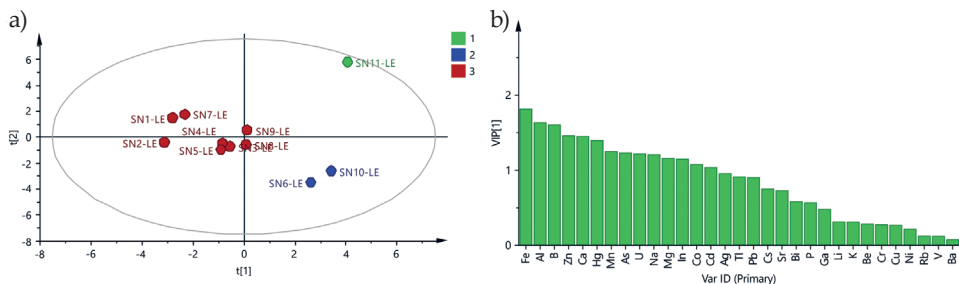 a)
t[2]
6
4
2
0
-2
-4
-6
-8
-8
-6
-4
-2
0
2
4
6
t[1]
SN11-LE
SN1-LE
SN7-LE
SN4-LE
SN9-LE
SN2-LE
SN5-LE
SN3-LE
SN8-LE
SN10-LE
SN6-LE
1
2
3
b)
VIP[1]
2
1
0
Fe
Al
B
Zn
Ca
Hg
Mn
As
U
Na
Mg
In
Co
Cd
Ag
Tl
Pb
Cs
Sr
Bi
P
Ga
Li
K
Be
Cr
Cu
Ni
Rb
V
Ba
Var ID (Primary)